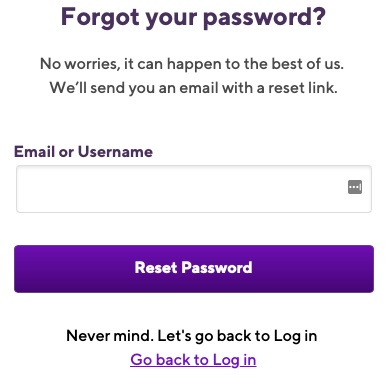 Forgot your password?
No worries, it can happen to the best of us.
We’ll send you an email with a reset link.
Email or Username
Reset Password
Never mind. Let's go back to Log in
Go back to Log in